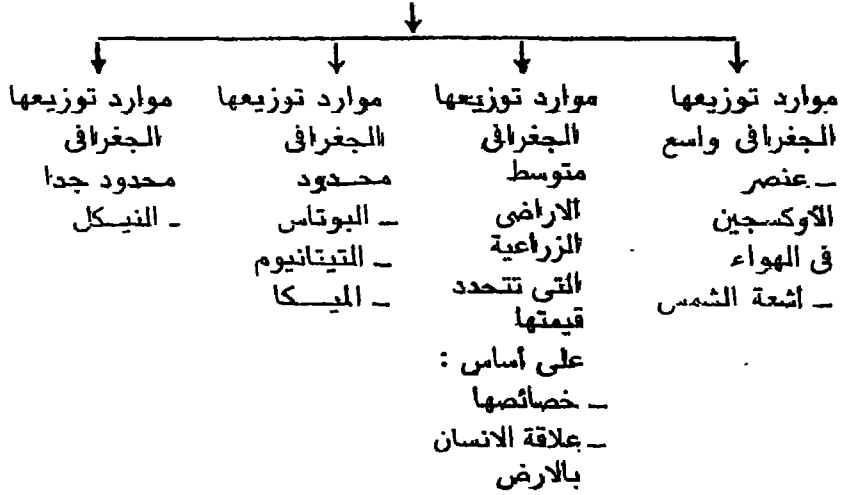 موارد توزيعها
الجغرافى واسع
ـ عنصر
الأوكسجين
فى الهواء
ـ أشعة الشمس
موارد توزيعها
الجغرافى
متوسط
الاراضى
الزراعية
التى تتحدد
قيمتها
على أساس :
ـ خصائصها
ـ علاقة الانسان
بالارض
موارد توزيعها
الجغرافى
محدود
ـ البوتاس
ـ التيتانيوم
ـ الميكا
موارد توزيعها
الجغرافى
محدود جدا
ـ النيكل